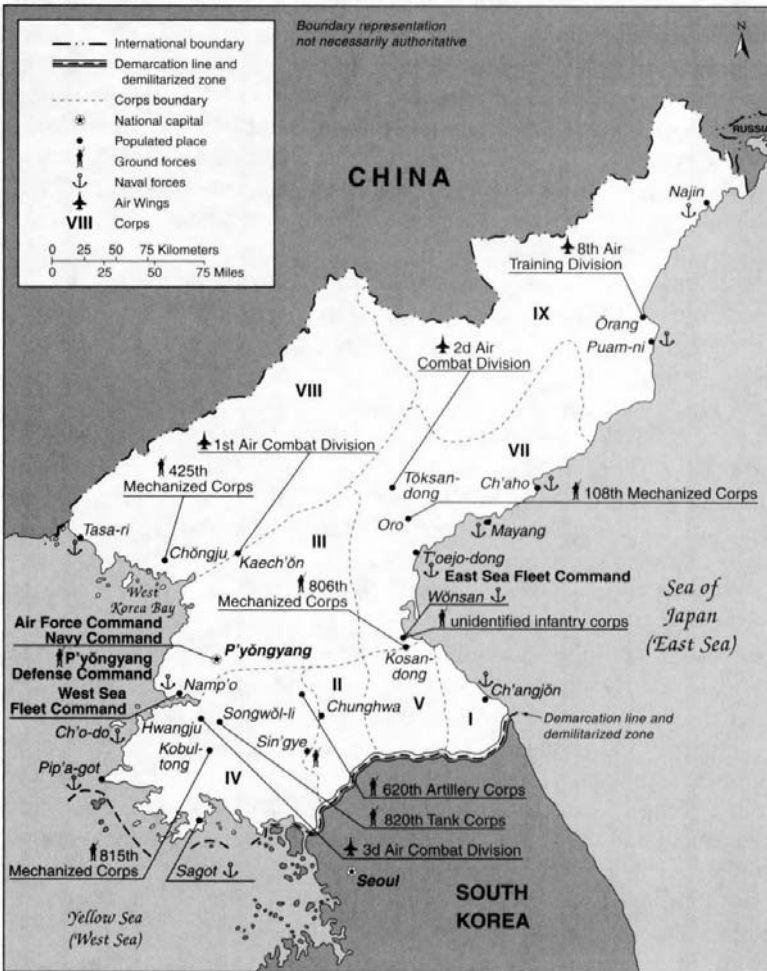 International boundary
Demarcation line and
demilitarized zone
Corps boundary
National capital
Populated place
Ground forces
Naval forces
Air Wings
VIII Corps
0 25 50 75 Kilometers
0 25 50 75 Miles
Boundary representation
not necessarily authoritative
N
RUSSIA
CHINA
Najin
8th Air
Training Division
IX
Ŏrang
Puam-ni
2d Air
Combat Division
VIII
VII
1st Air Combat Division
425th
Mechanized Corps
Tŏksan-
dong
Ch'aho
108th Mechanized Corps
Oro
Mayang
Tasa-ri
Chŏngju
Kaech'ŏn
III
T'oejo-dong
East Sea Fleet Command
West
Korea Bay
806th
Mechanized Corps
Wŏnsan
unidentified infantry corps
Sea of
Japan
(East Sea)
Air Force Command
Navy Command
P'yŏngyang
P'yŏngyang
Defense Command
Kosan-
dong
West Sea
Fleet Command
Namp'o
II
Chunghwa
V
I
Ch'angjŏn
Demarcation line and
demilitarized zone
Ch'o-do
Hwangju
Songwŏl-li
Kobul-
tong
Sin'gye
Pip'a-got
IV
620th Artillery Corps
820th Tank Corps
815th
Mechanized Corps
3d Air Combat Division
Sagot
Seoul
SOUTH
KOREA
Yellow Sea
(West Sea)